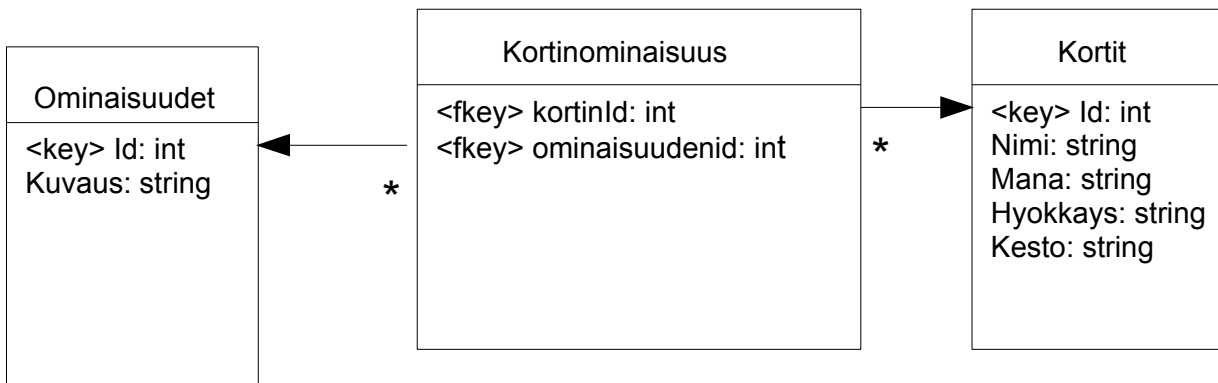 Ominaisuudet
<key> Id: int
Kuvaus: string
*
Kortinominaisuus
<fkey> kortinId: int
<fkey> ominaisuudenid: int
*
Kortit
<key> Id: int
Nimi: string
Mana: string
Hyokkays: string
Kesto: string